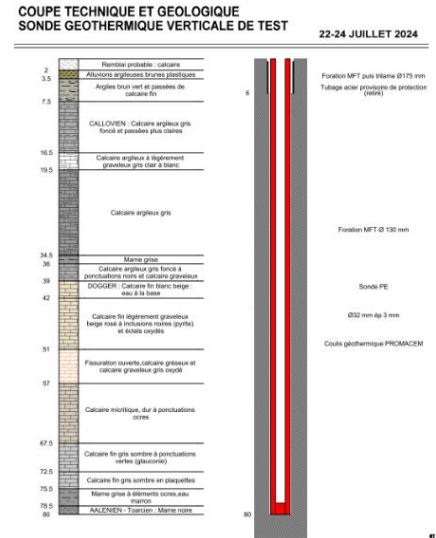 COUPE TECHNIQUE ET GEOLOGIQUE
SONDE GEOTHERMIQUE VERTICALE DE TEST
22-24 JUILLET 2024
Remblai probable : calcaire
2
Alluvions argileuses brunes plastiques
3.5
Argiles brun vert et passées de
calcaire fin
7.5
CALLOVIEN : Calcaire argileux gris
foncé et passées plus claires
16.5
Calcaire argileux à légèrement
graveleux gris clair à blanc
19.5
Calcaire argileux gris
34.5
Marne grise
36
Calcaire argileux gris foncé à
ponctuations noirs et calcaire graveleux
39
DOGGER : Calcaire fin blanc beige :
eau à la base
42
Calcaire fin légèrement graveleux
beige rosé à inclusions noires (pyrite)
et éclats oxydés
51
Fissuration ouverte,calcaire gréseux et
calcaire graveleux gris oxydé
57
Calcaire micritique, dur à ponctuations
ocres
67.5
Calcaire fin gris sombre à ponctuations
vertes (glauconie)
72.5
Calcaire fin gris sombre en plaquettes
75.5
Marne grise à éléments ocres,eau
marron
78.5
AALENIEN - Toarcien : Marne noire
80
6
80
Foration MFT puis trilame Ø175 mm
Tubage acier provisoire de protection
(retiré)
Foration MFT Ø 130 mm
Sonde PE
Ø32 mm ép 3 mm
Coulis géothermique PROMACEM